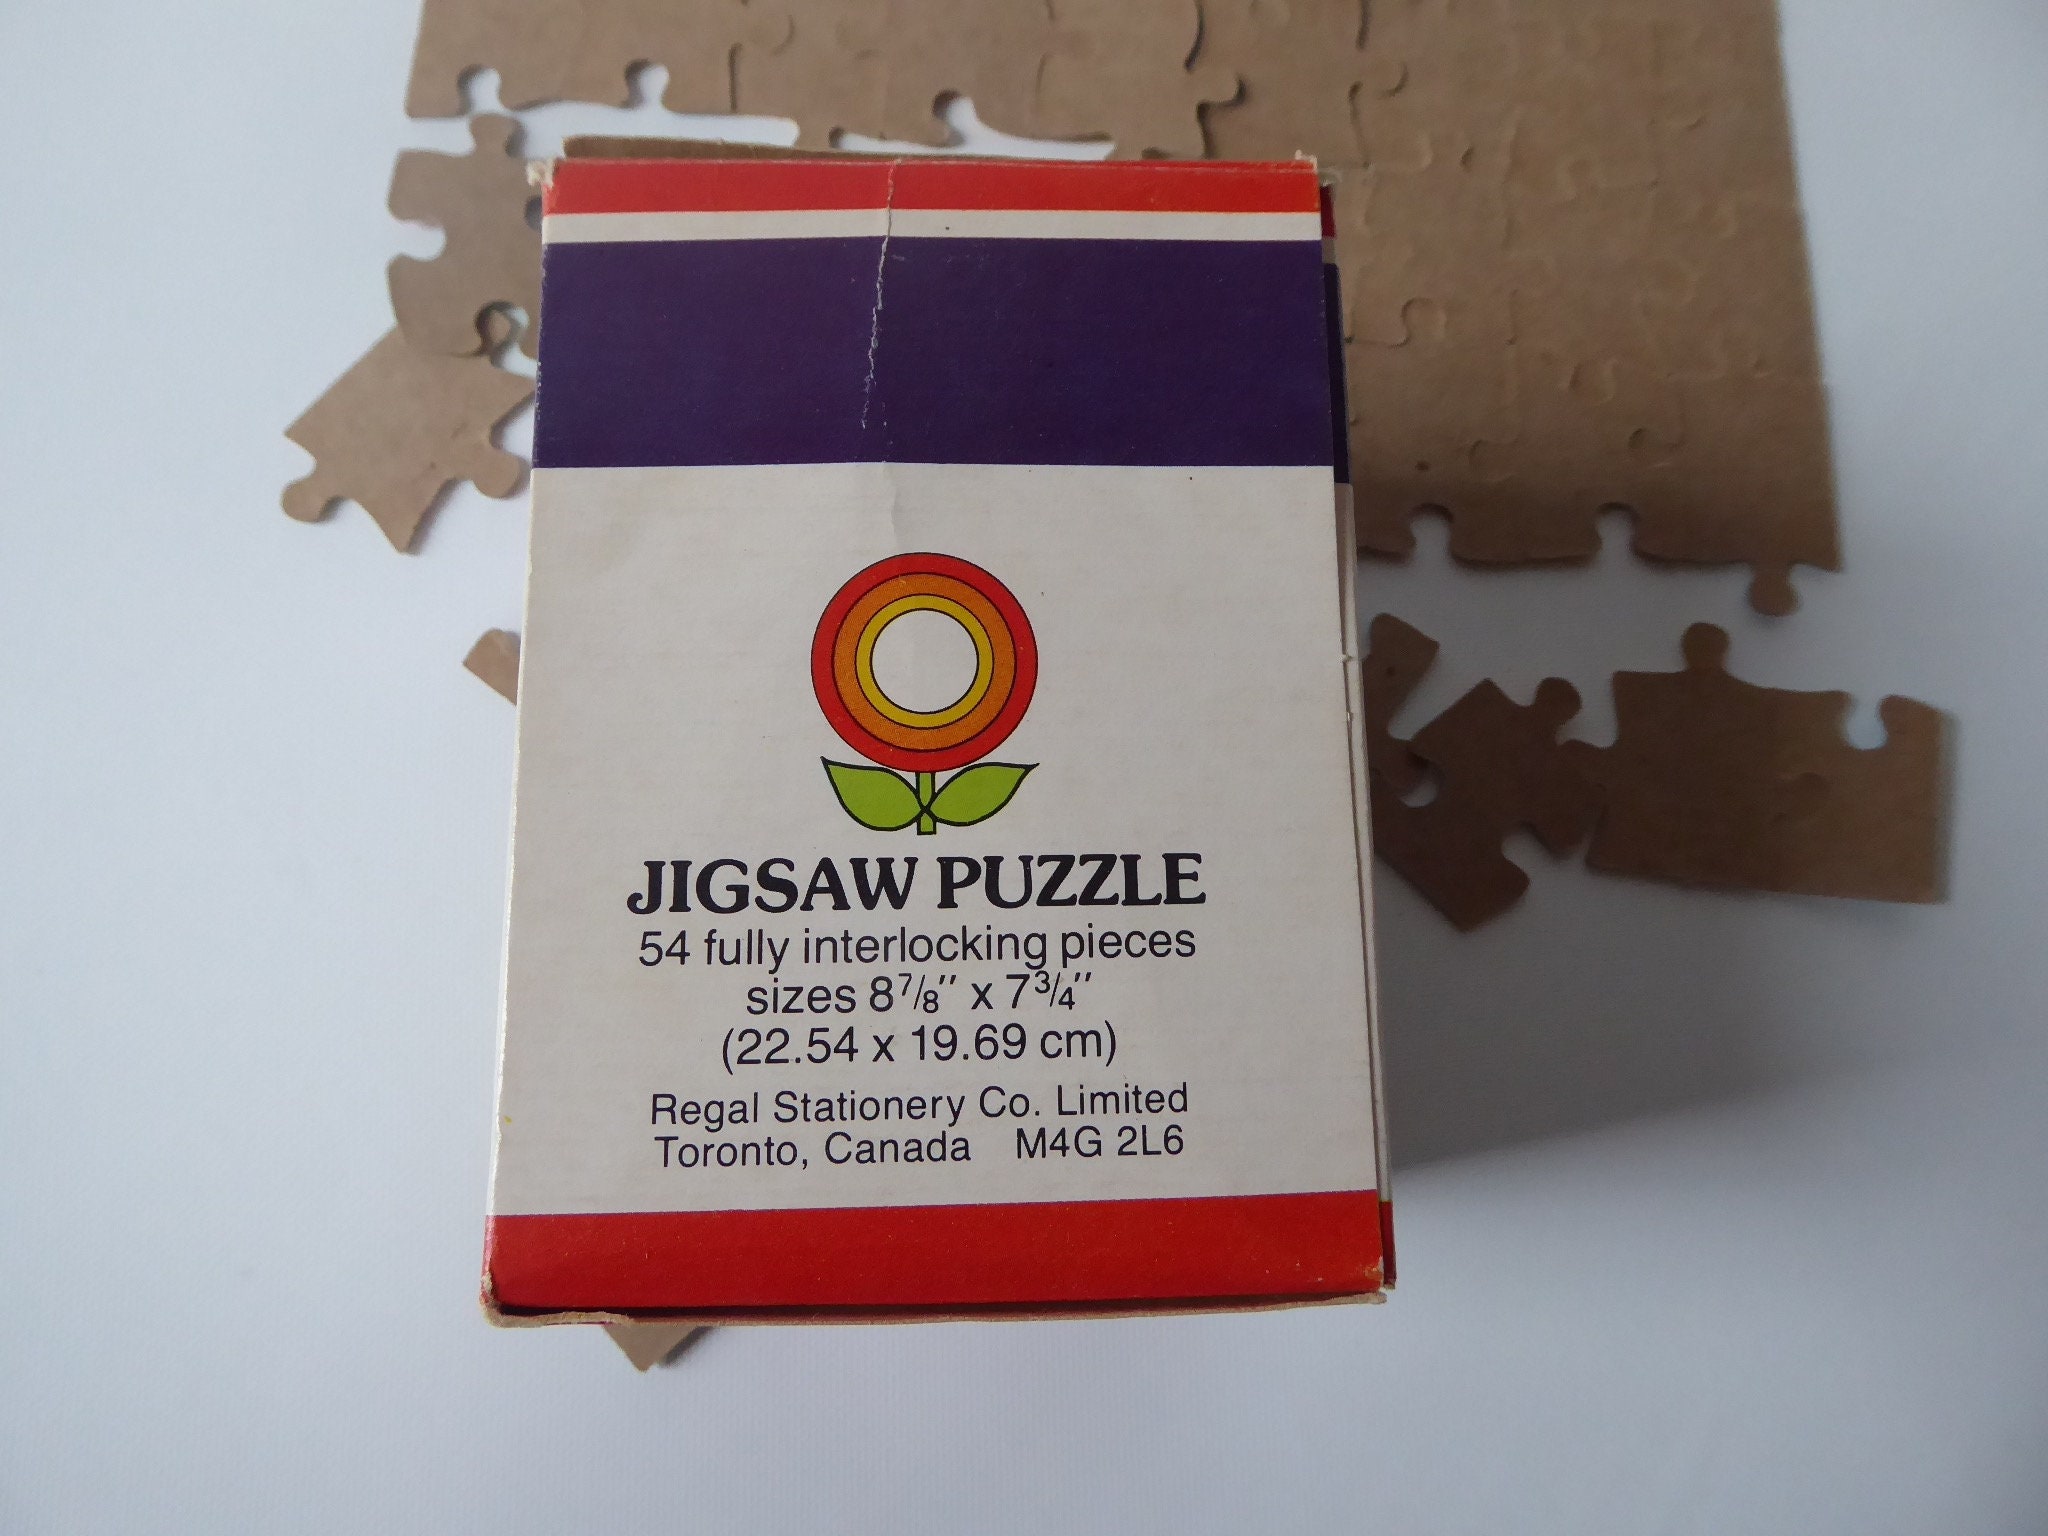 JIGSAW PUZZLE
54 fully interlocking pieces
sizes 8⅞" x 7¾"
(22.54 x 19.69 cm)
Regal Stationery Co. Limited
Toronto, Canada M4G 2L6